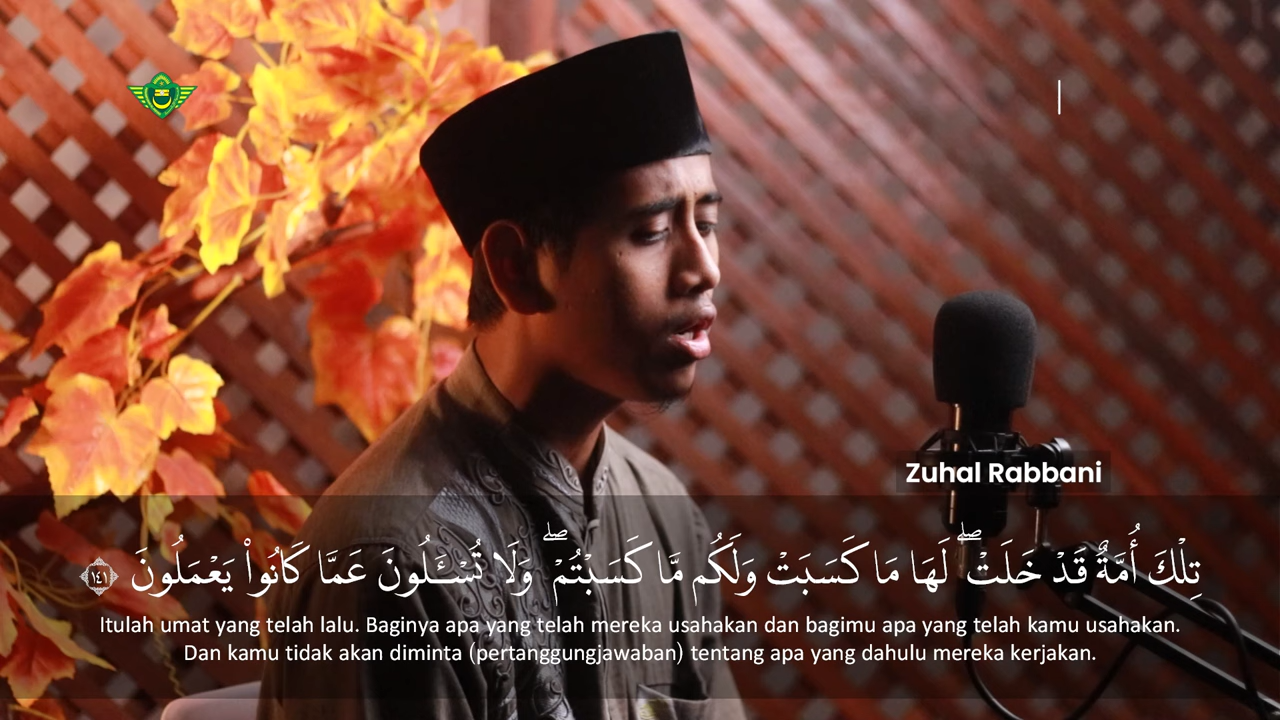 Zuhal Rabbani
تِلْكَ أُمَّةٌ قَدْ خَلَتْ ۖ لَهَا مَا كَسَبَتْ وَلَكُم مَّا كَسَبْتُمْ ۖ وَلَا تُسْـَٔلُونَ عَمَّا كَانُوا۟ يَعْمَلُونَ ١٤١
Itulah umat yang telah lalu. Baginya apa yang telah mereka usahakan dan bagimu apa yang telah kamu usahakan.
Dan kamu tidak akan diminta (pertanggungjawaban) tentang apa yang dahulu mereka kerjakan.